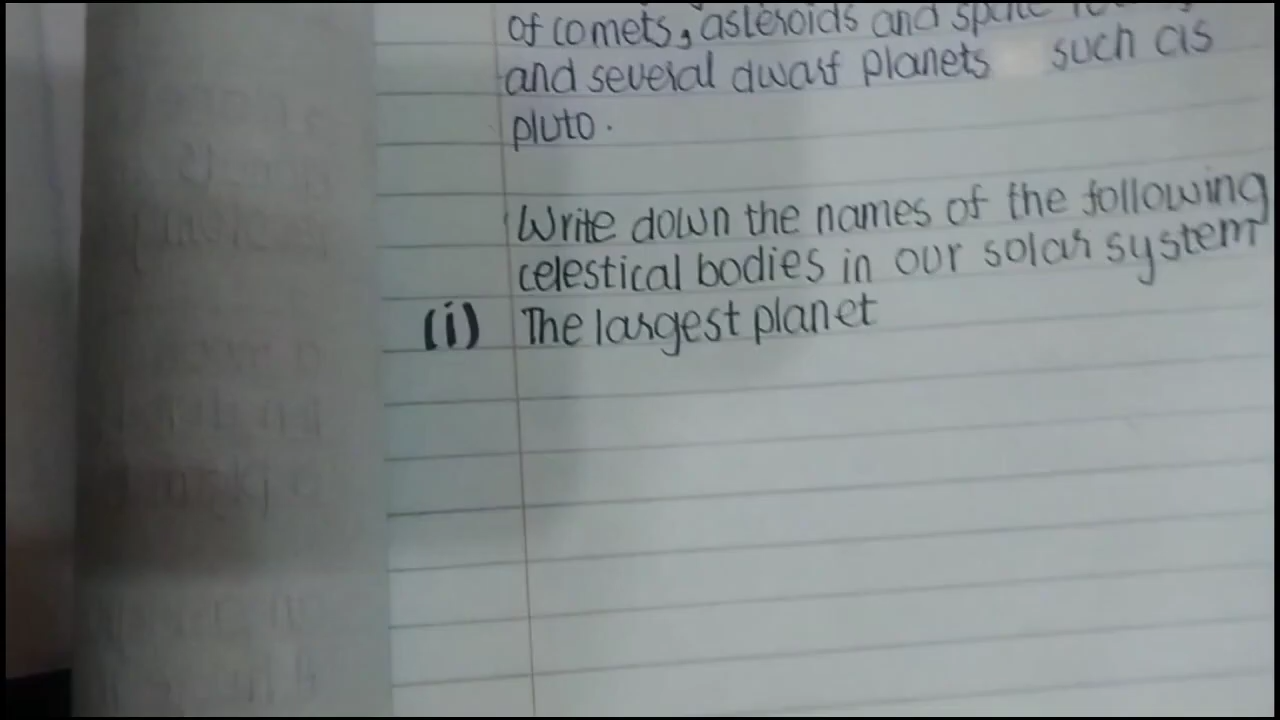 of comets, asteroids and
and several dwarf planets such as
pluto.
Write down the names of the following
celestical bodies in our solar system
(i) The largest planet